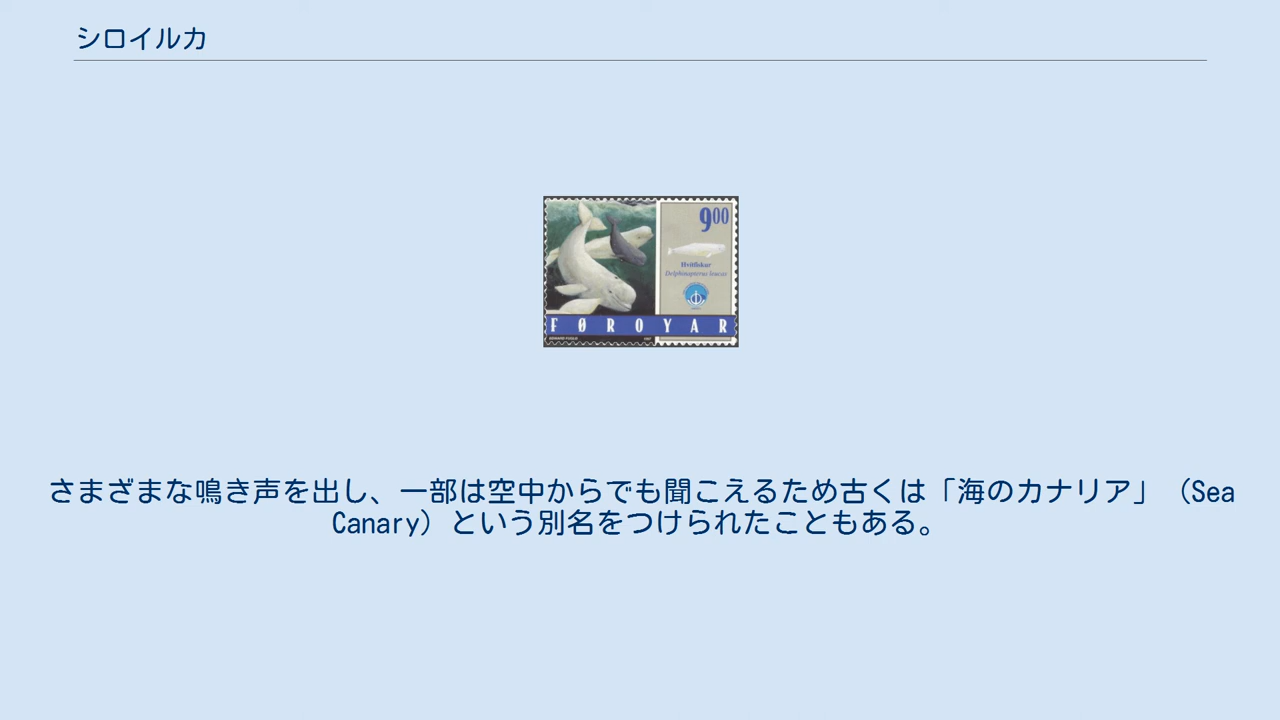 シロイルカ
900
Hvítfiskur
Delphinapterus leucas
FØROYAR
さまざまな鳴き声を出し、一部は空中からでも聞こえるため古くは「海のカナリア」（Sea
Canary）という別名をつけられたこともある。